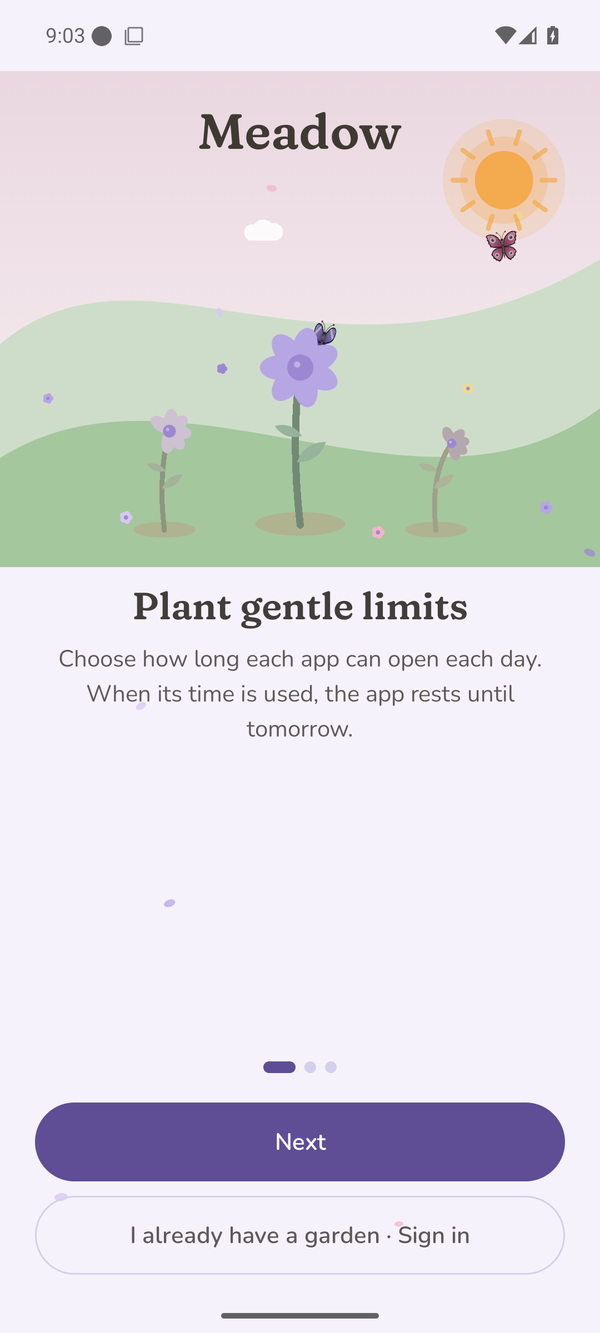 9:03
Meadow
Plant gentle limits
Choose how long each app can open each day.
When its time is used, the app rests until
tomorrow.
Next
I already have a garden · Sign in